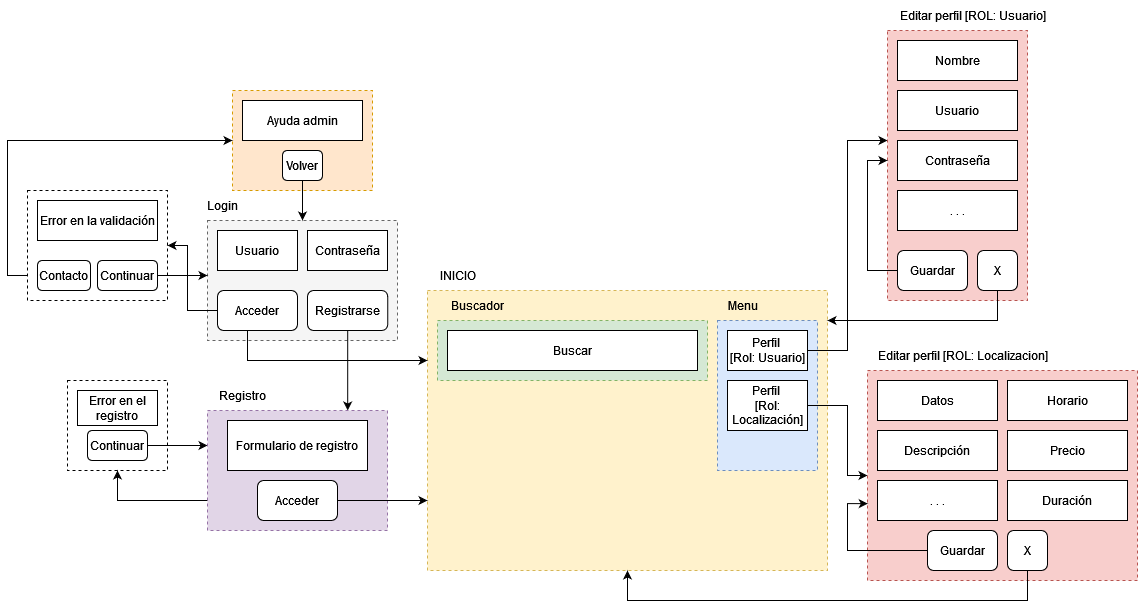 Editar perfil [ROL: Usuario]
Nombre
Usuario
Contraseña
. . .
Guardar
X
Ayuda admin
Volver
Error en la validación
Contacto
Continuar
Login
Usuario
Contraseña
Acceder
Registrarse
INICIO
Buscador
Buscar
Menu
Perfil
[Rol: Usuario]
Perfil
[Rol:
Localización]
Error en el
registro
Continuar
Registro
Formulario de registro
Acceder
Editar perfil [ROL: Localizacion]
Datos
Horario
Descripción
Precio
. . .
Duración
Guardar
X